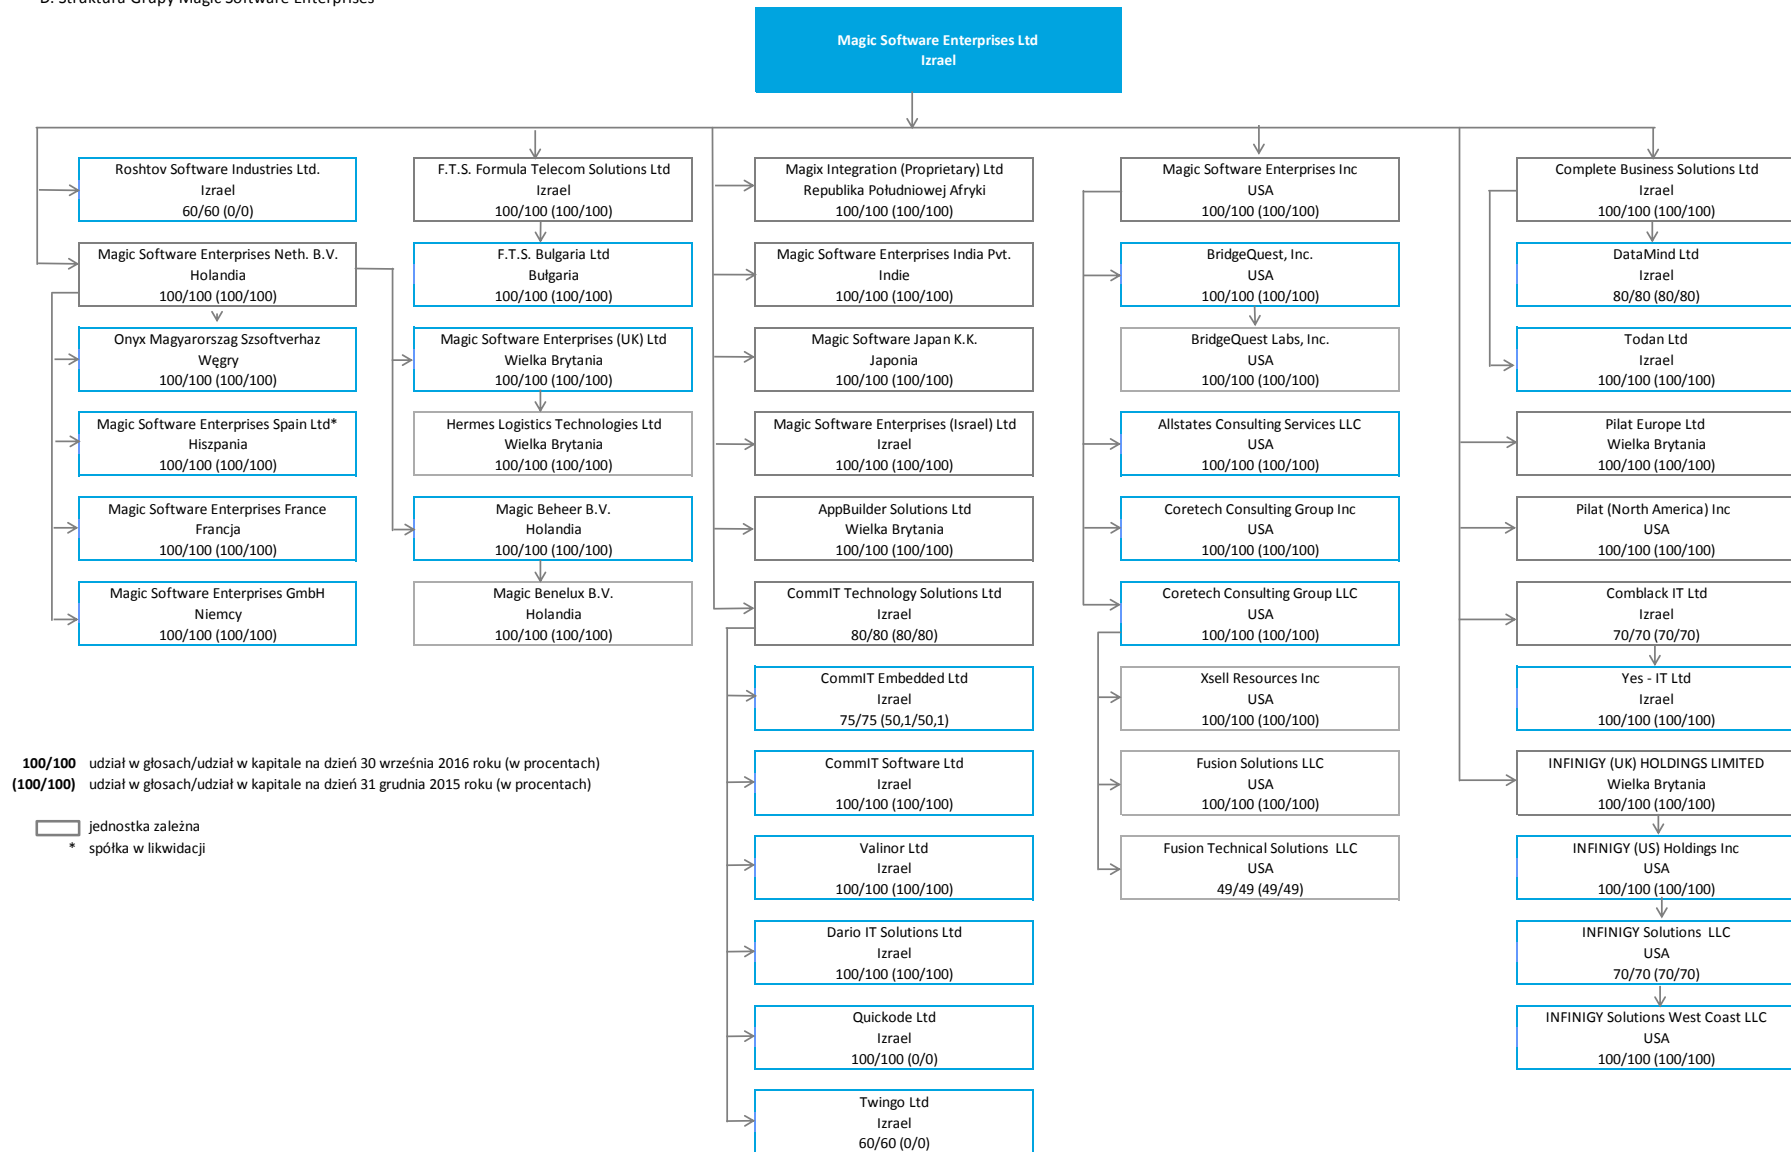 D. Struktura Grupy Magic Software Enterprises
Magic Software Enterprises Ltd
Izrael
Roshtov Software Industries Ltd.
Izrael
60/60 (0/0)
Magic Software Enterprises Neth. B.V.
Holandia
100/100 (100/100)
Onyx Magyarorszag Szsoftverhaz
Węgry
100/100 (100/100)
Magic Software Enterprises Spain Ltd*
Hiszpania
100/100 (100/100)
Magic Software Enterprises France
Francja
100/100 (100/100)
Magic Software Enterprises GmbH
Niemcy
100/100 (100/100)
F.T.S. Formula Telecom Solutions Ltd
Izrael
100/100 (100/100)
F.T.S. Bulgaria Ltd
Bułgaria
100/100 (100/100)
Magic Software Enterprises (UK) Ltd
Wielka Brytania
100/100 (100/100)
Hermes Logistics Technologies Ltd
Wielka Brytania
100/100 (100/100)
Magic Beheer B.V.
Holandia
100/100 (100/100)
Magic Benelux B.V.
Holandia
100/100 (100/100)
Magix Integration (Proprietary) Ltd
Republika Południowej Afryki
100/100 (100/100)
Magic Software Enterprises India Pvt.
Indie
100/100 (100/100)
Magic Software Japan K.K.
Japonia
100/100 (100/100)
Magic Software Enterprises (Israel) Ltd
Izrael
100/100 (100/100)
AppBuilder Solutions Ltd
Wielka Brytania
100/100 (100/100)
CommIT Technology Solutions Ltd
Izrael
80/80 (80/80)
CommIT Embedded Ltd
Izrael
75/75 (50,1/50,1)
CommIT Software Ltd
Izrael
100/100 (100/100)
Valinor Ltd
Izrael
100/100 (100/100)
Dario IT Solutions Ltd
Izrael
100/100 (100/100)
Quickode Ltd
Izrael
100/100 (0/0)
Twingo Ltd
Izrael
60/60 (0/0)
Magic Software Enterprises Inc
USA
100/100 (100/100)
BridgeQuest, Inc.
USA
100/100 (100/100)
BridgeQuest Labs, Inc.
USA
100/100 (100/100)
Allstates Consulting Services LLC
USA
100/100 (100/100)
Coretech Consulting Group Inc
USA
100/100 (100/100)
Coretech Consulting Group LLC
USA
100/100 (100/100)
Xsell Resources Inc
USA
100/100 (100/100)
Fusion Solutions LLC
USA
100/100 (100/100)
Fusion Technical Solutions LLC
USA
49/49 (49/49)
Complete Business Solutions Ltd
Izrael
100/100 (100/100)
DataMind Ltd
Izrael
80/80 (80/80)
Todan Ltd
Izrael
100/100 (100/100)
Pilat Europe Ltd
Wielka Brytania
100/100 (100/100)
Pilat (North America) Inc
USA
100/100 (100/100)
Comblack IT Ltd
Izrael
70/70 (70/70)
Yes - IT Ltd
Izrael
100/100 (100/100)
INFINIGY (UK) HOLDINGS LIMITED
Wielka Brytania
100/100 (100/100)
INFINIGY (US) Holdings Inc
USA
100/100 (100/100)
INFINIGY Solutions LLC
USA
70/70 (70/70)
INFINIGY Solutions West Coast LLC
USA
100/100 (100/100)
100/100 udział w głosach/udział w kapitale na dzień 30 września 2016 roku (w procentach)
(100/100) udział w głosach/udział w kapitale na dzień 31 grudnia 2015 roku (w procentach)
jednostka zależna
* spółka w likwidacji